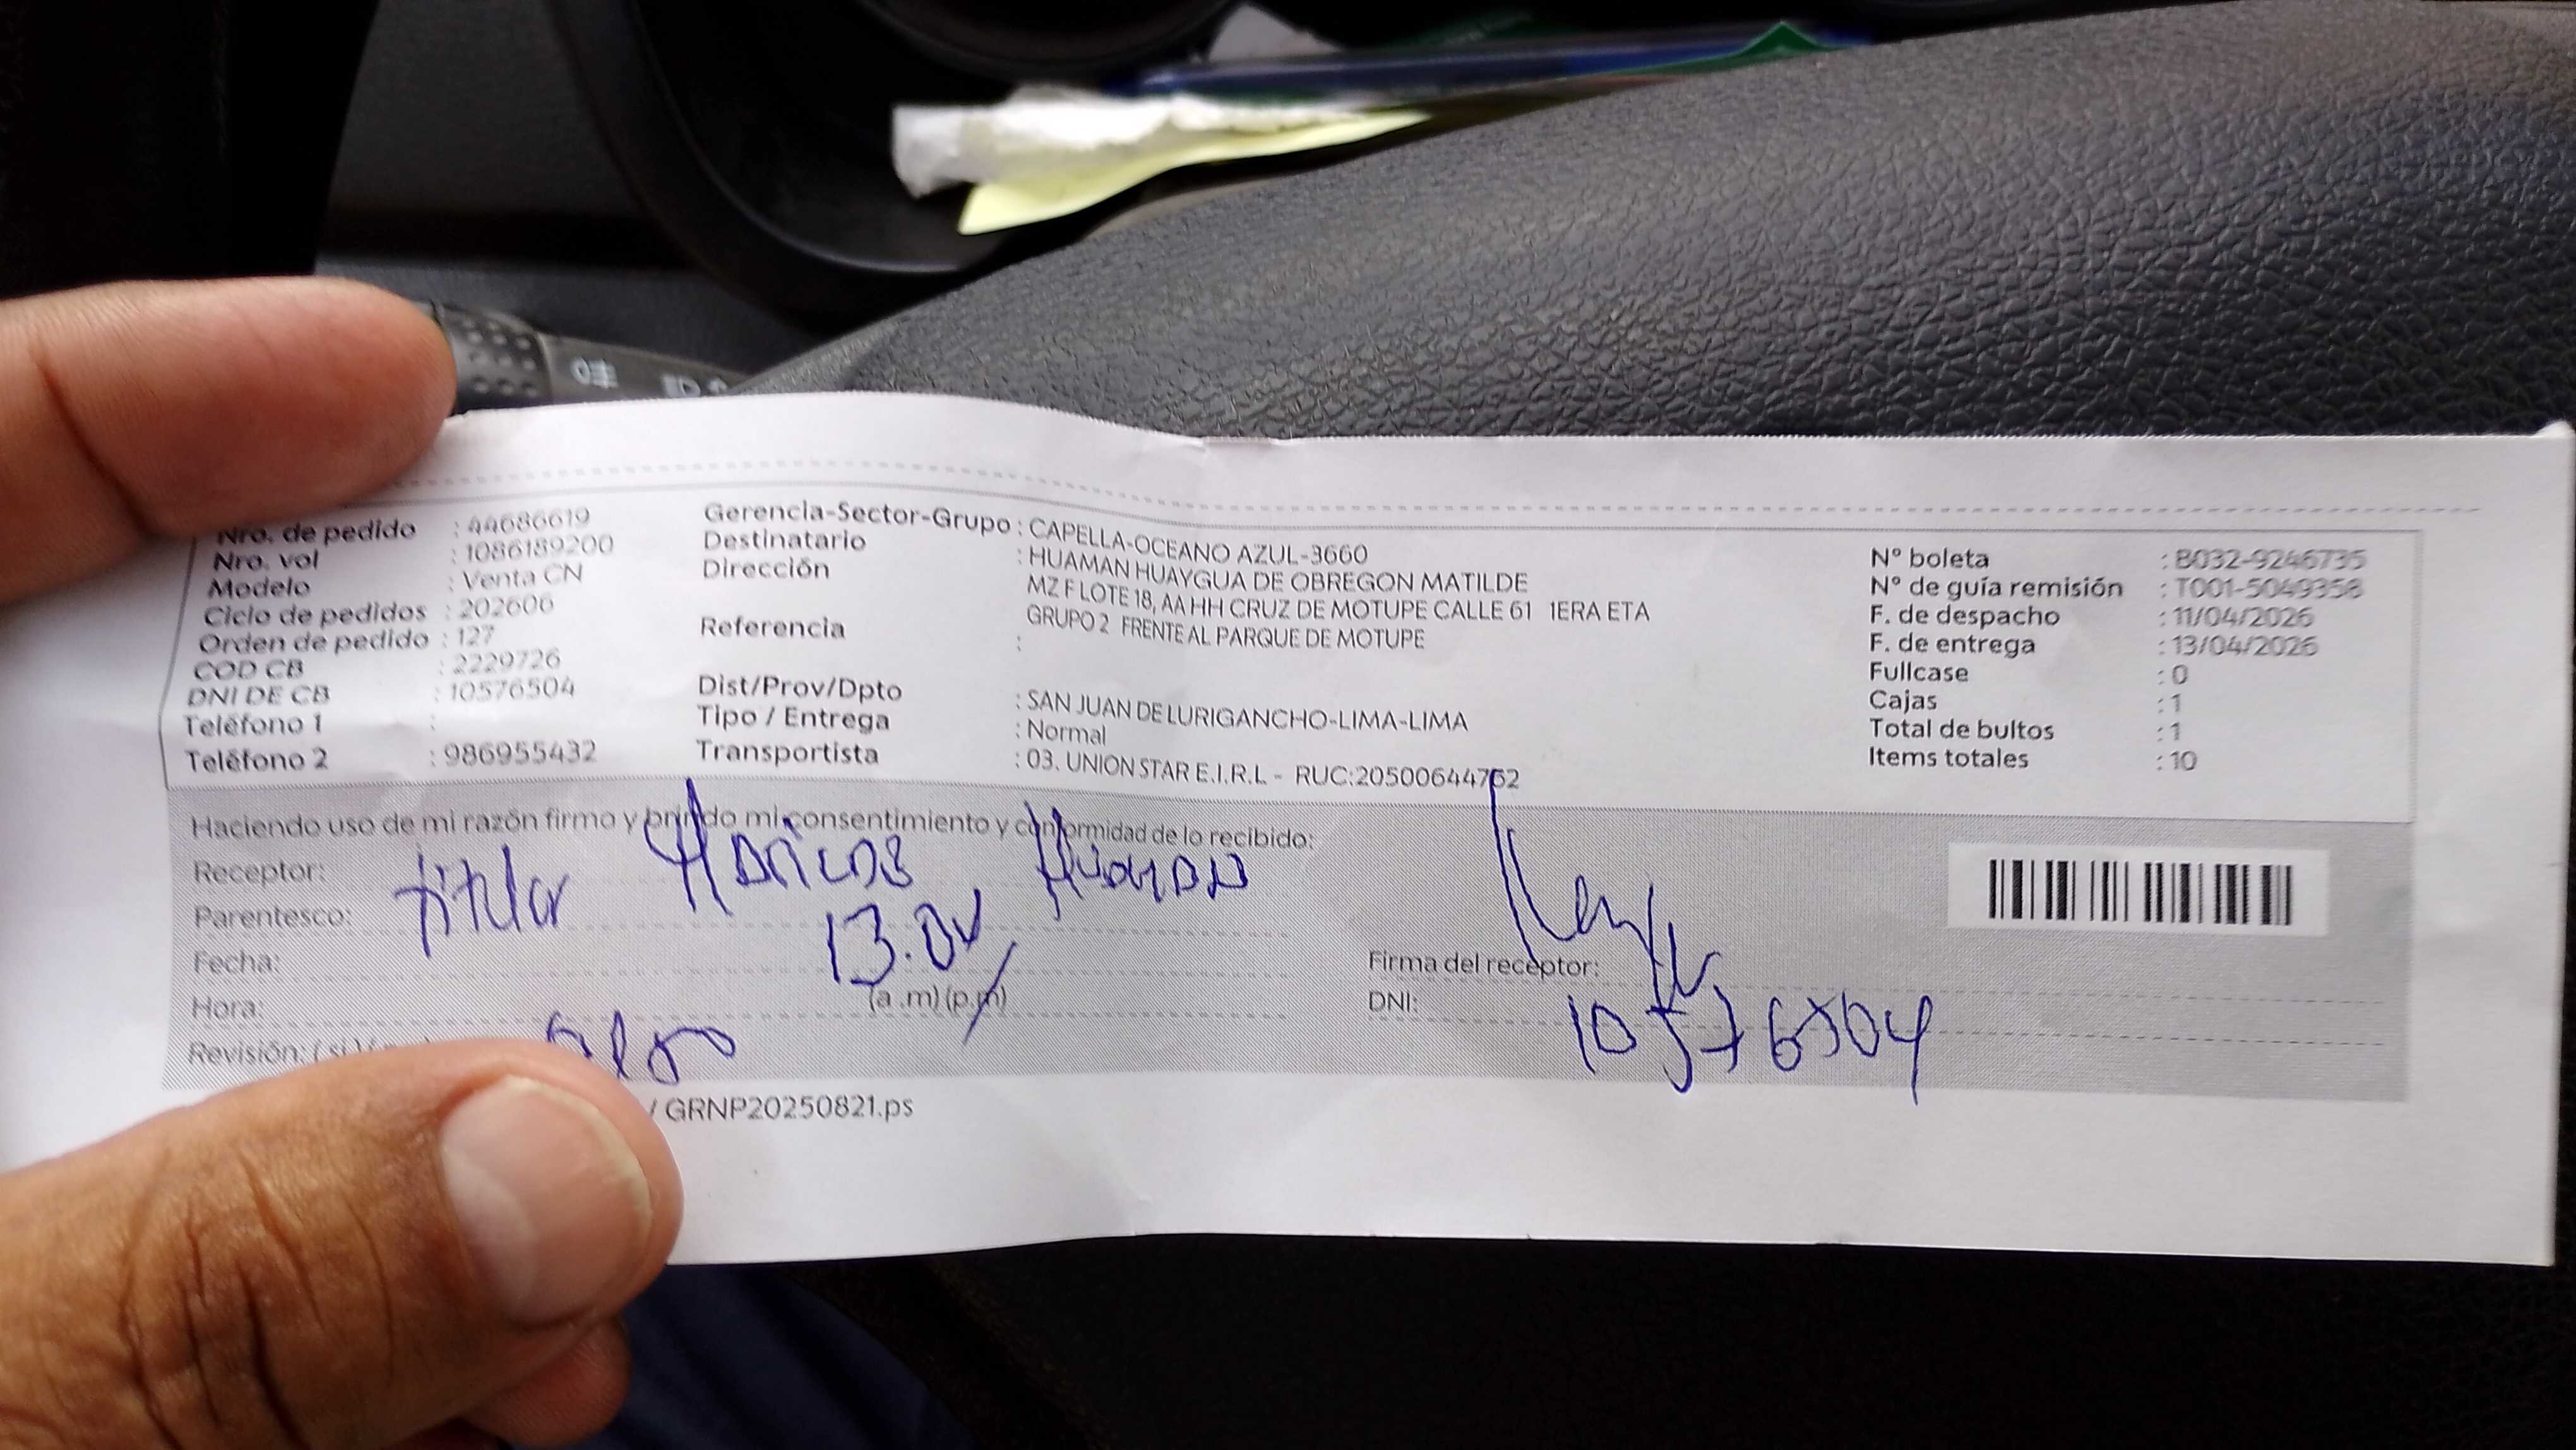 Nro. de pedido : 44686619
Nro. vol : 1086189200
Modelo : Venta CN
Ciclo de pedidos : 202606
Orden de pedido : 127
COD CB : 2229726
DNI DE CB : 10576504
Teléfono 1 :
Teléfono 2 : 986955432
Gerencia-Sector-Grupo : CAPELLA-OCEANO AZUL-3660
Destinatario : HUAMAN HUAYGUA DE OBREGON MATILDE
Dirección MZ F LOTE 18, AA HH CRUZ DE MOTUPE CALLE 61 1ERA ETA
GRUPO 2 FRENTE AL PARQUE DE MOTUPE
Referencia :
Dist/Prov/Dpto : SAN JUAN DE LURIGANCHO-LIMA-LIMA
Tipo / Entrega : Normal
Transportista : 03. UNION STAR E.I.R.L - RUC:20500644762
N° boleta : B032-9246735
N° de guía remisión : T001-5049358
F. de despacho : 11/04/2026
F. de entrega : 13/04/2026
Fullcase : 0
Cajas : 1
Total de bultos : 1
Items totales : 10
Haciendo uso de mi razón firmo y brindo mi consentimiento y conformidad de lo recibido:
Receptor:
Parentesco: titular
Fecha: 13.04
Hora: (a .m) (p.m)
Revisión: ( si )
Firma del receptor:
DNI: 10576504
/ GRNP20250821.ps